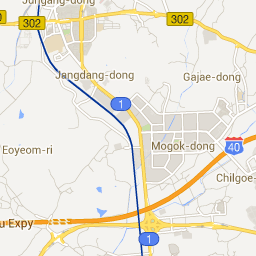 Jungang-dong
302
302
Jangdang-dong
Gajae-dong
1
Eoyeom-ri
Mogok-dong
40
Chilgoe-
u Expy
1